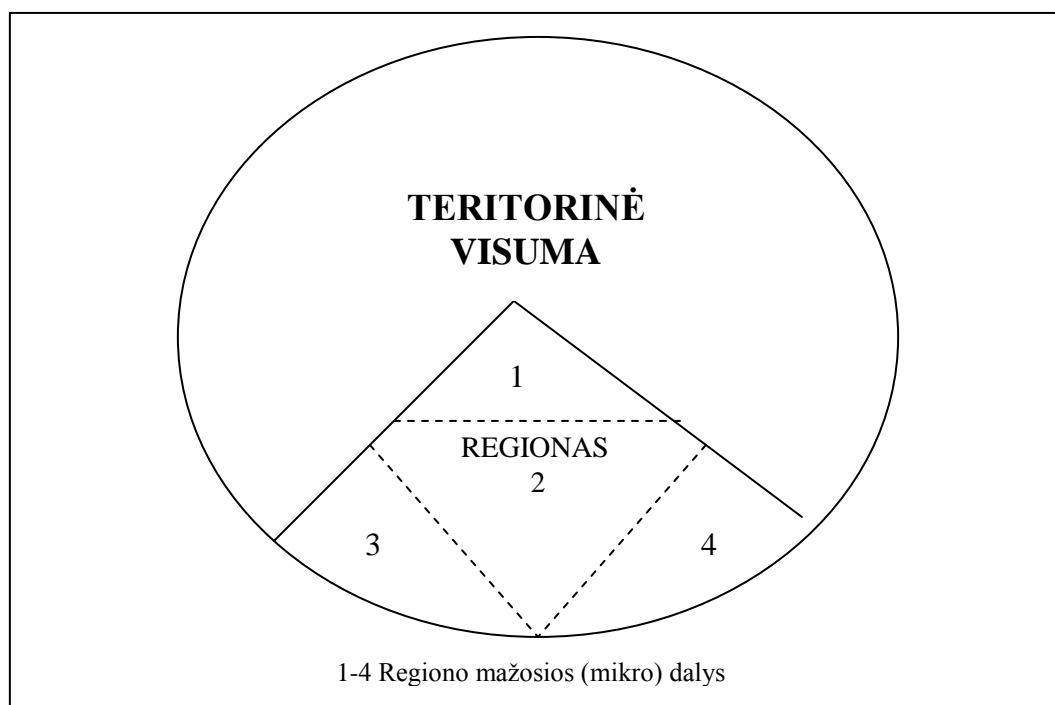 TERITORINĖ
VISUMA
1
REGIONAS
2
3
4
1-4 Regiono mažosios (mikro) dalys